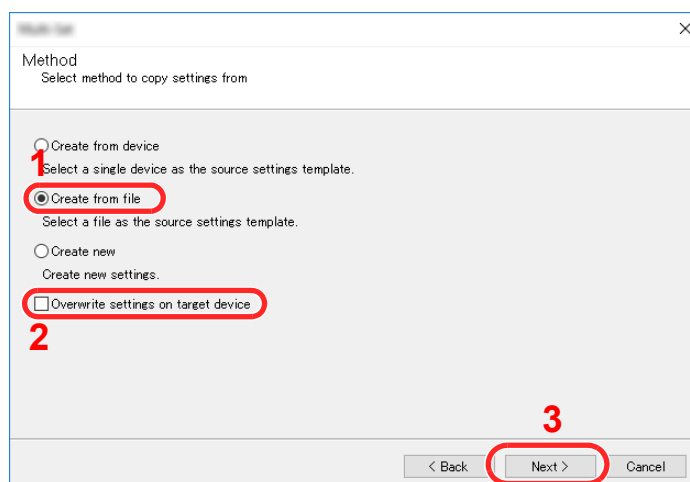 Method
Select method to copy settings from
Create from device
1
Select a single device as the source settings template.
Create from file
Select a file as the source settings template.
Create new
Create new settings.
Overwrite settings on target device
2
3
< Back
Next >
Cancel